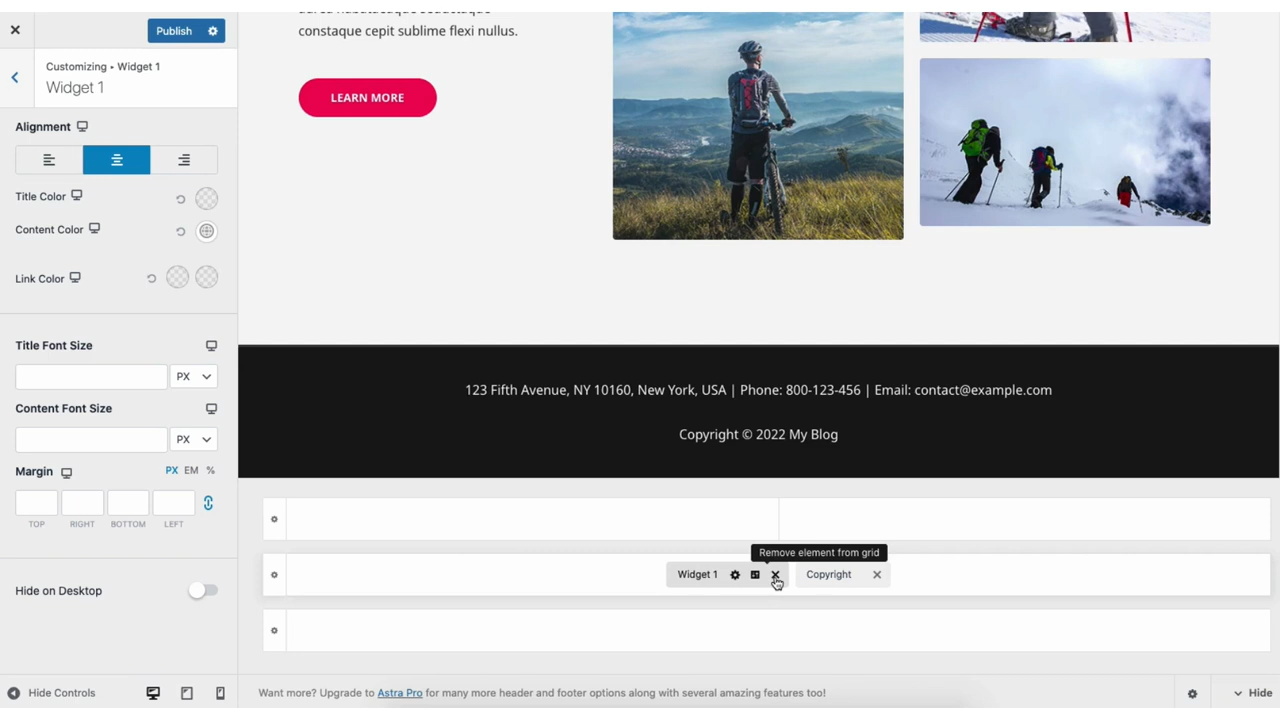 Publish
Customizing • Widget 1
Widget 1
Alignment
Title Color
Content Color
Link Color
Title Font Size
PX
Content Font Size
PX
Margin
PX EM %
TOP RIGHT BOTTOM LEFT
Hide on Desktop
Hide Controls
constaque cepit sublime flexi nullus.
LEARN MORE
123 Fifth Avenue, NY 10160, New York, USA | Phone: 800-123-456 | Email: contact@example.com
Copyright © 2022 My Blog
Remove element from grid
Widget 1
Copyright
Want more? Upgrade to Astra Pro for many more header and footer options along with several amazing features too!
Hide